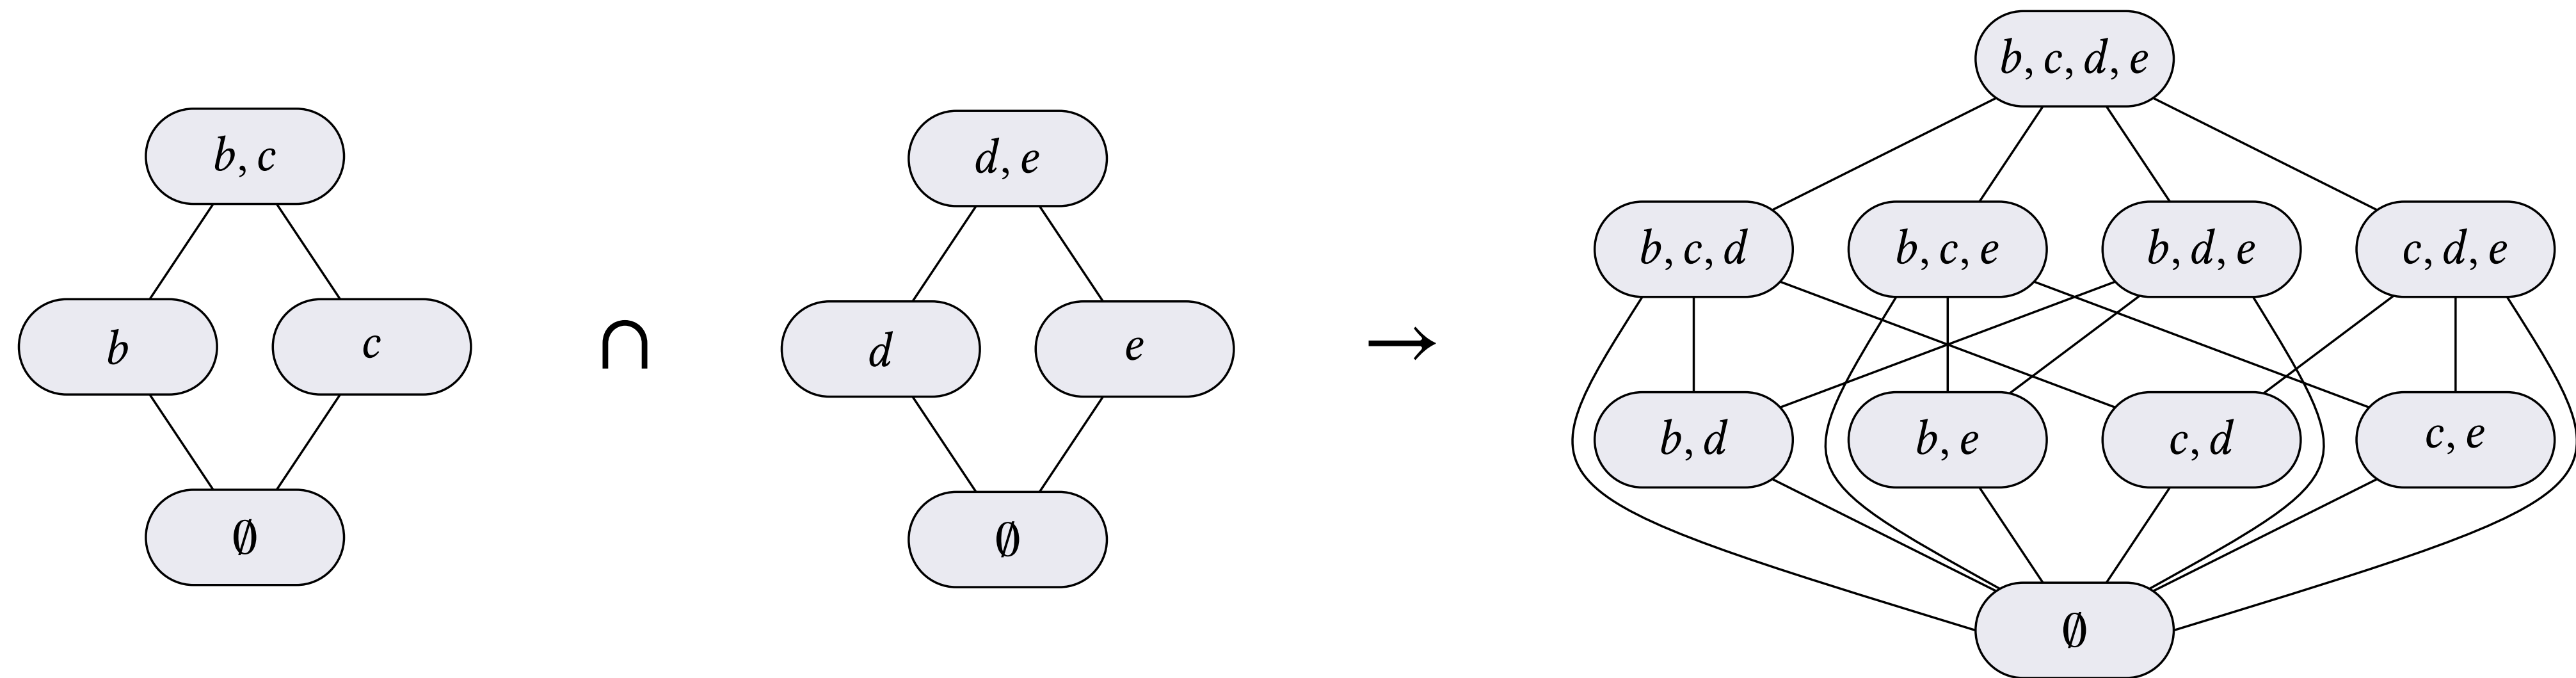 b, c
b
c
∅
∩
d, e
d
e
∅
→
b, c, d, e
b, c, d
b, c, e
b, d, e
c, d, e
b, d
b, e
c, d
c, e
∅